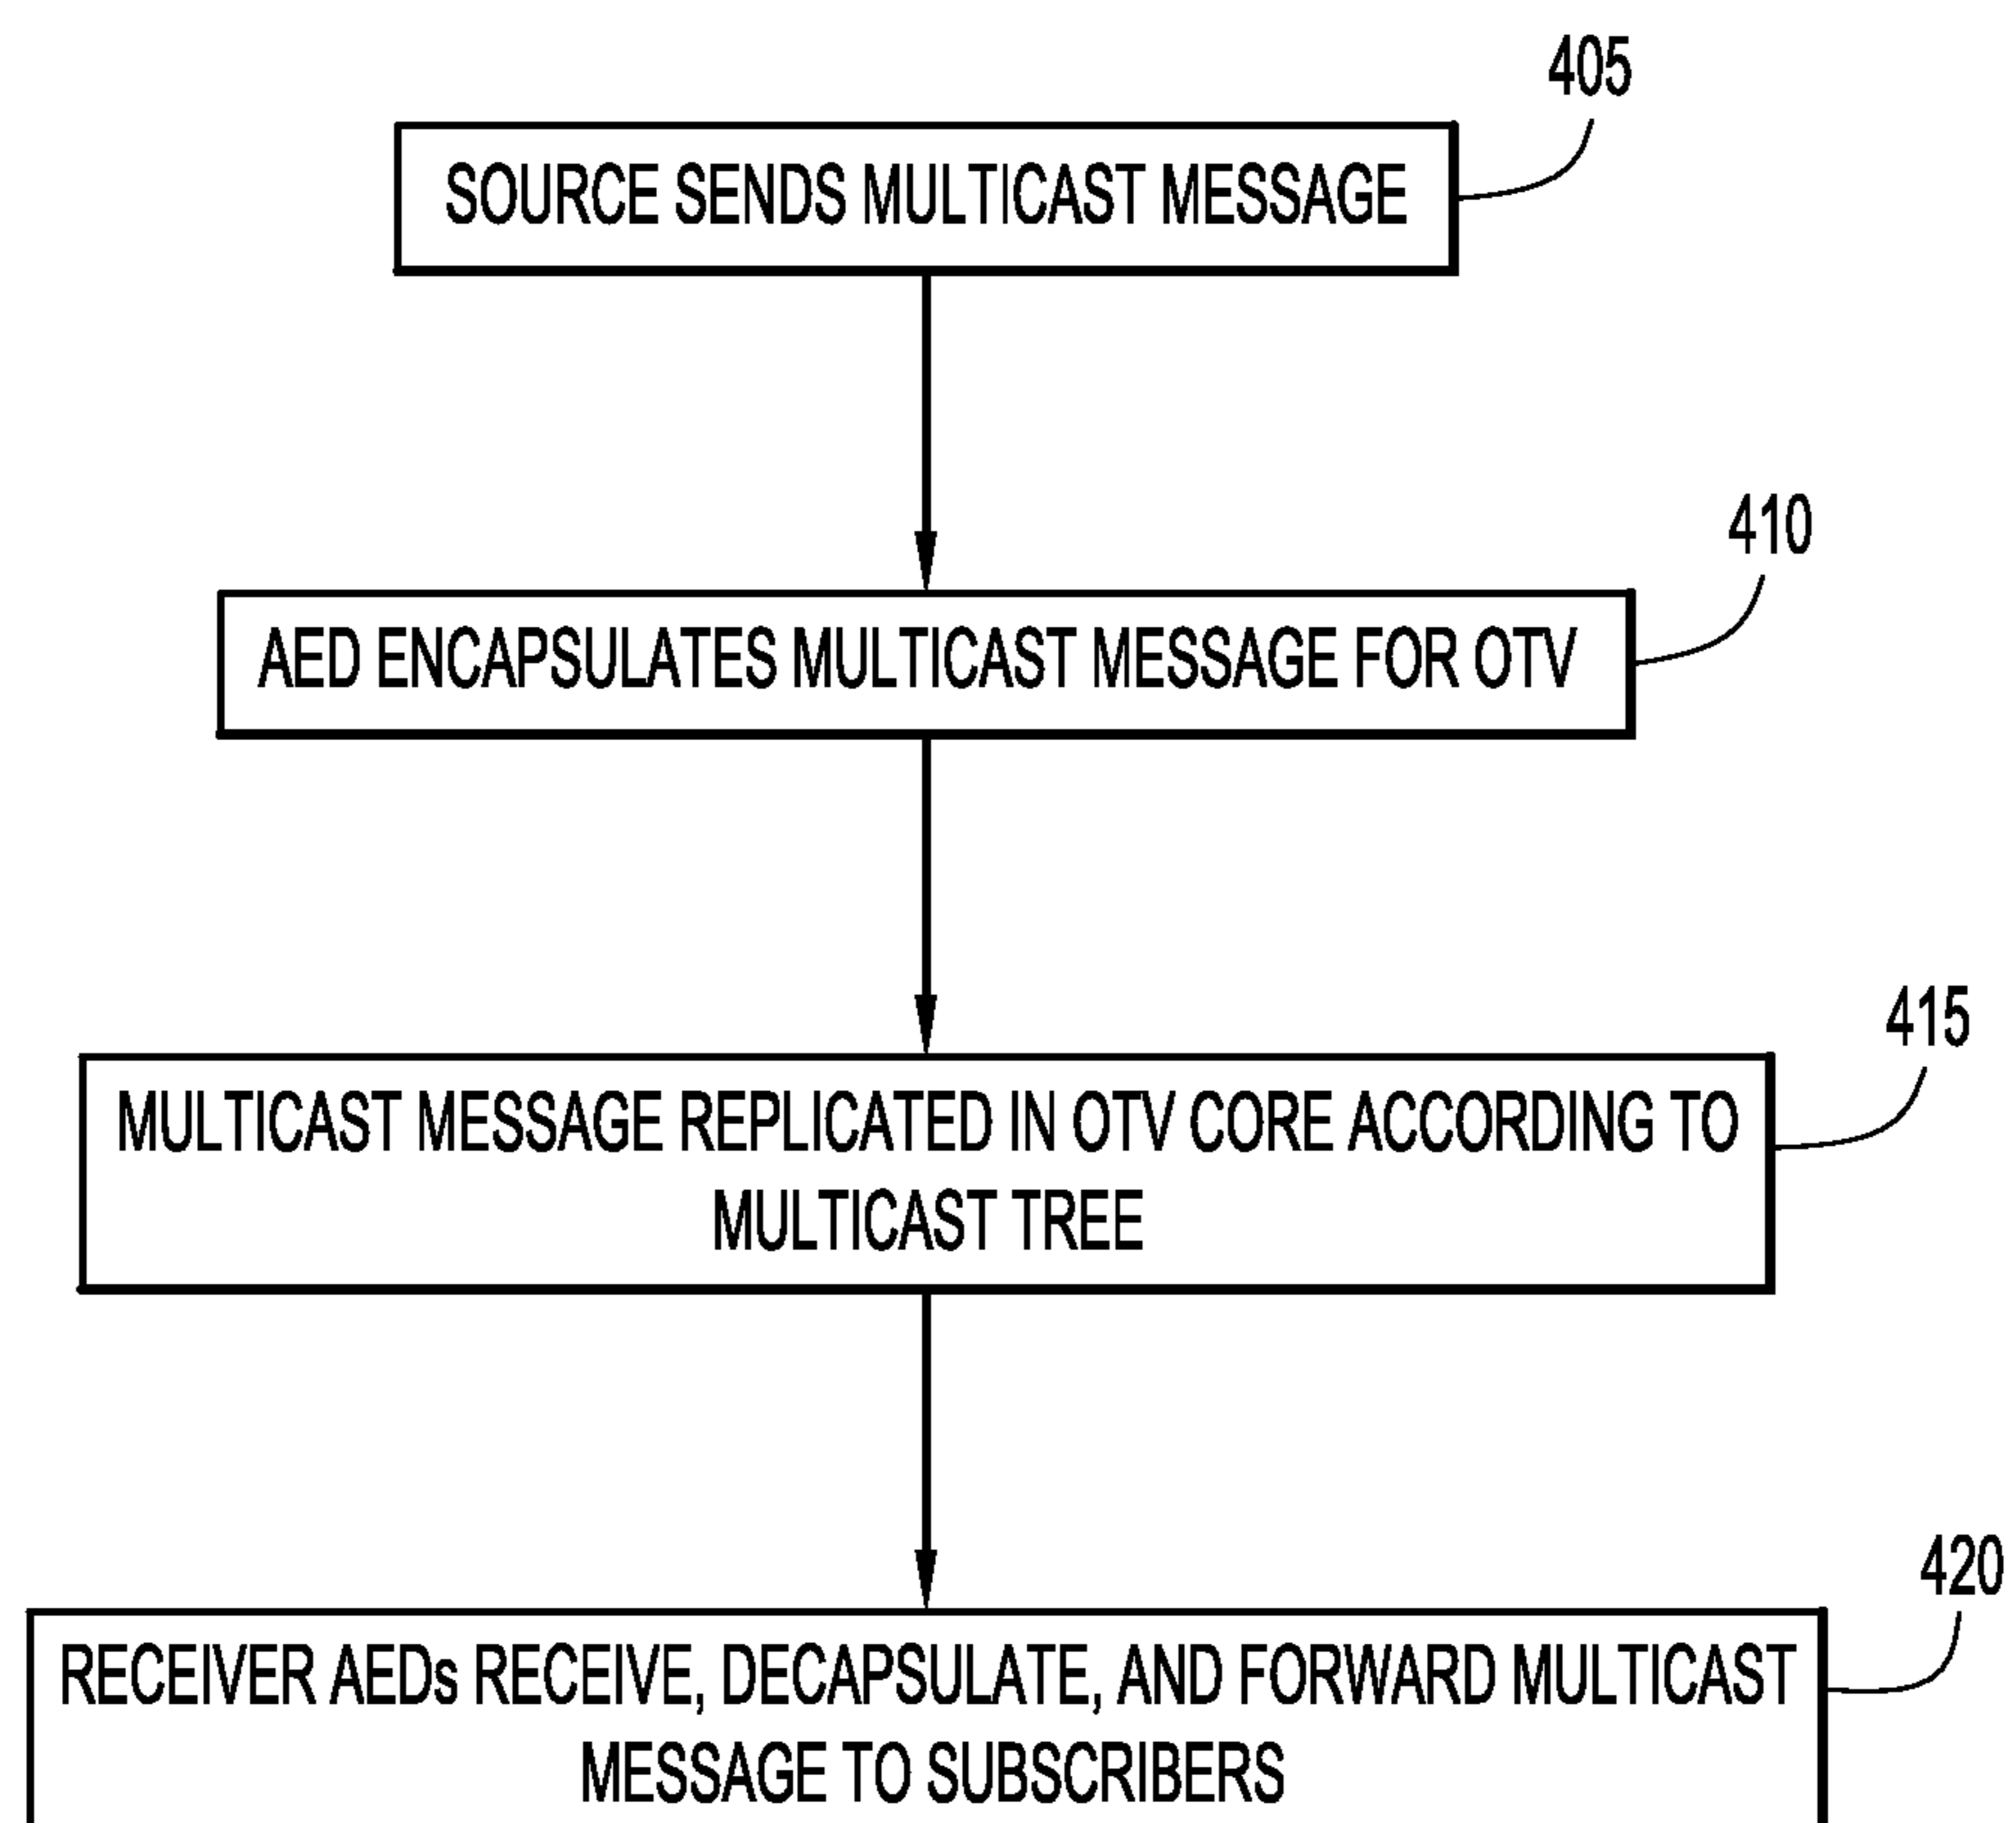 405
SOURCE SENDS MULTICAST MESSAGE
410
AED ENCAPSULATES MULTICAST MESSAGE FOR OTV
415
MULTICAST MESSAGE REPLICATED IN OTV CORE ACCORDING TO
MULTICAST TREE
420
RECEIVER AEDs RECEIVE, DECAPSULATE, AND FORWARD MULTICAST
MESSAGE TO SUBSCRIBERS